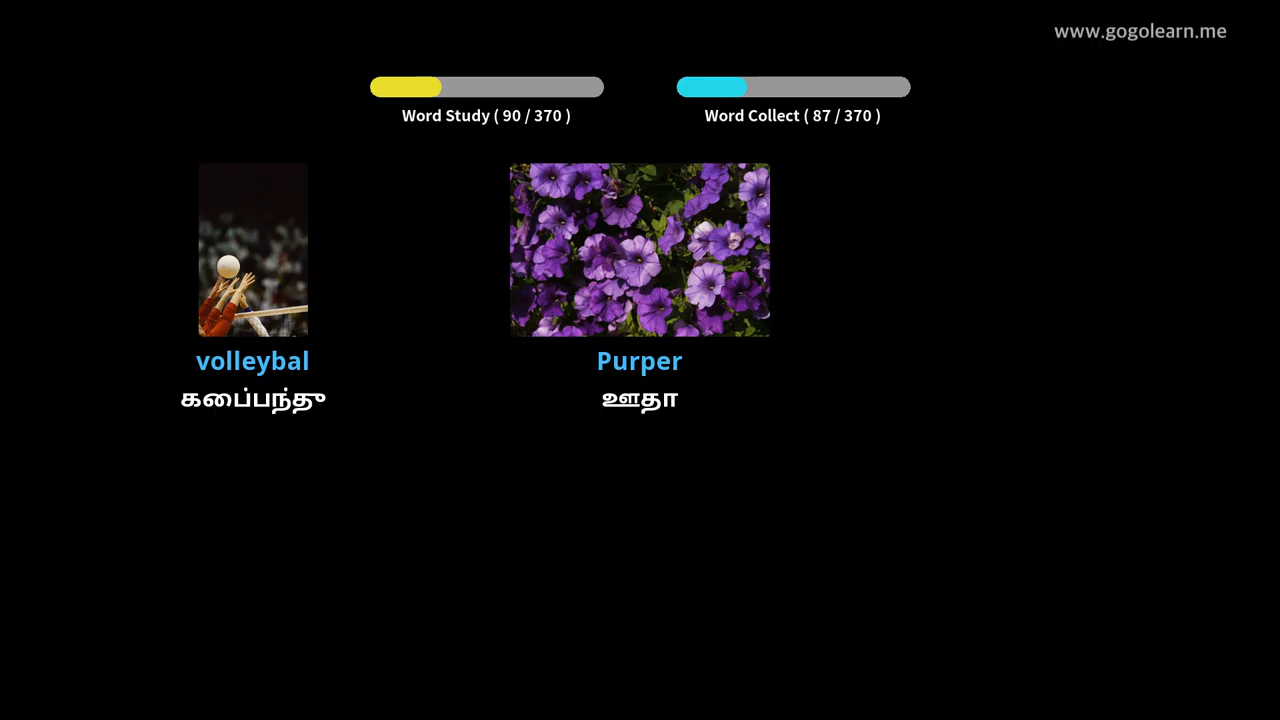 www.gogolearn.me
Word Study ( 90 / 370 )
Word Collect ( 87 / 370 )
volleybal
கைப்பந்து
Purper
ஊதா